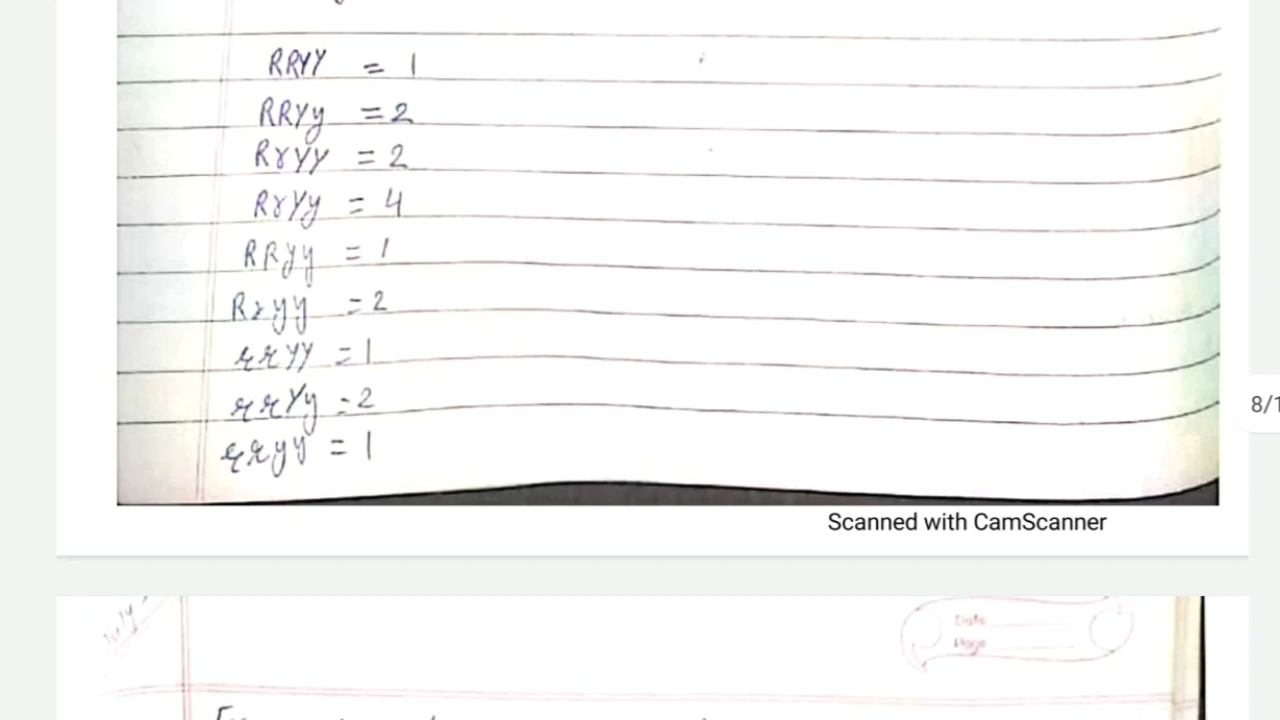 RRYY = 1
RRYy = 2
RrYY = 2
RrYy = 4
RRyy = 1
Rryy = 2
rrYY = 1
rrYy = 2
rryy = 1
8/1
Scanned with CamScanner
Date
Page